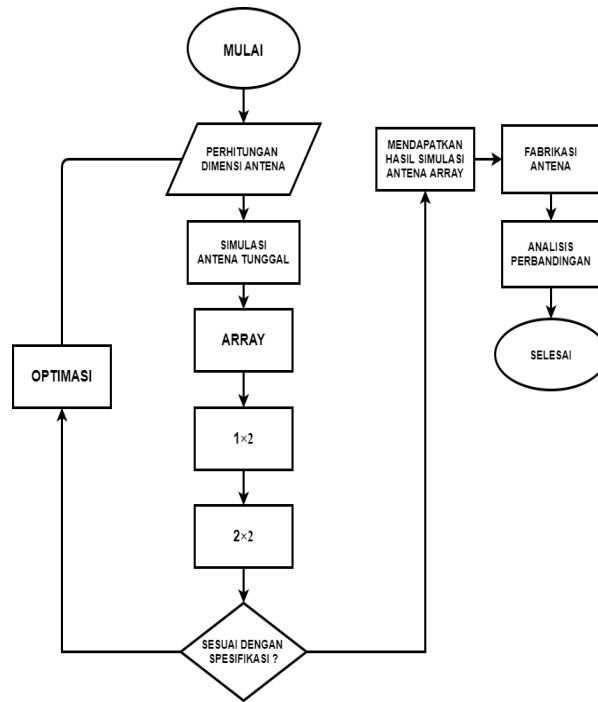 MULAI
PERHITUNGAN
DIMENSI ANTENA
SIMULASI
ANTENA TUNGGAL
ARRAY
1×2
2×2
SESUAI DENGAN
SPESIFIKASI ?
OPTIMASI
MENDAPATKAN
HASIL SIMULASI
ANTENA ARRAY
FABRIKASI
ANTENA
ANALISIS
PERBANDINGAN
SELESAI